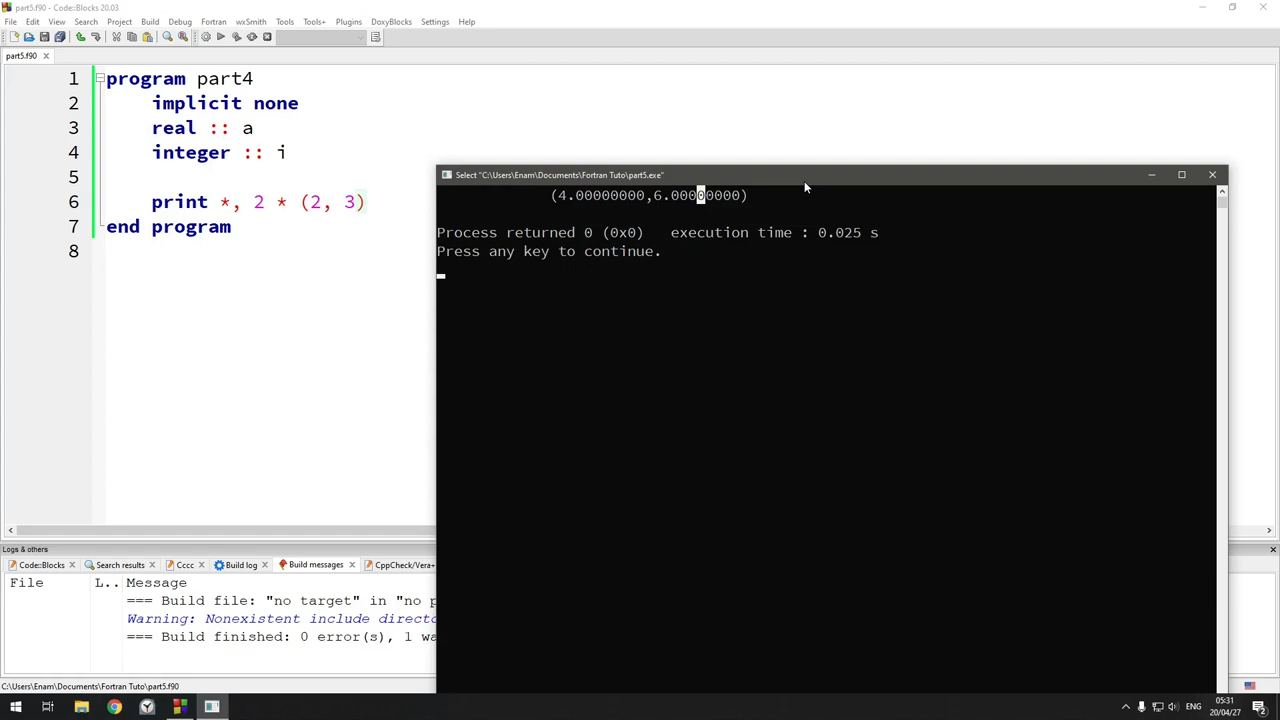 part5.f90 - Code::Blocks 20.03
File Edit View Search Project Build Debug Fortran wxSmith Tools Tools+ Plugins DoxyBlocks Settings Help
part5.f90
1 program part4
2 implicit none
3 real :: a
4 integer :: i
5
6 print *, 2 * (2, 3)
7 end program
8
Select "C:\Users\Enam\Documents\Fortran Tuto\part5.exe"
(4.00000000,6.00000000)
Process returned 0 (0x0) execution time : 0.025 s
Press any key to continue.
Logs & others
Code::Blocks Search results Cccc Build log Build messages CppCheck/Vera+
File L.. Message
=== Build file: "no target" in "no p
Warning: Nonexistent include directo
=== Build finished: 0 error(s), 1 wa
C:\Users\Enam\Documents\Fortran Tuto\part5.f90
ENG
05:31
20/04/27
2